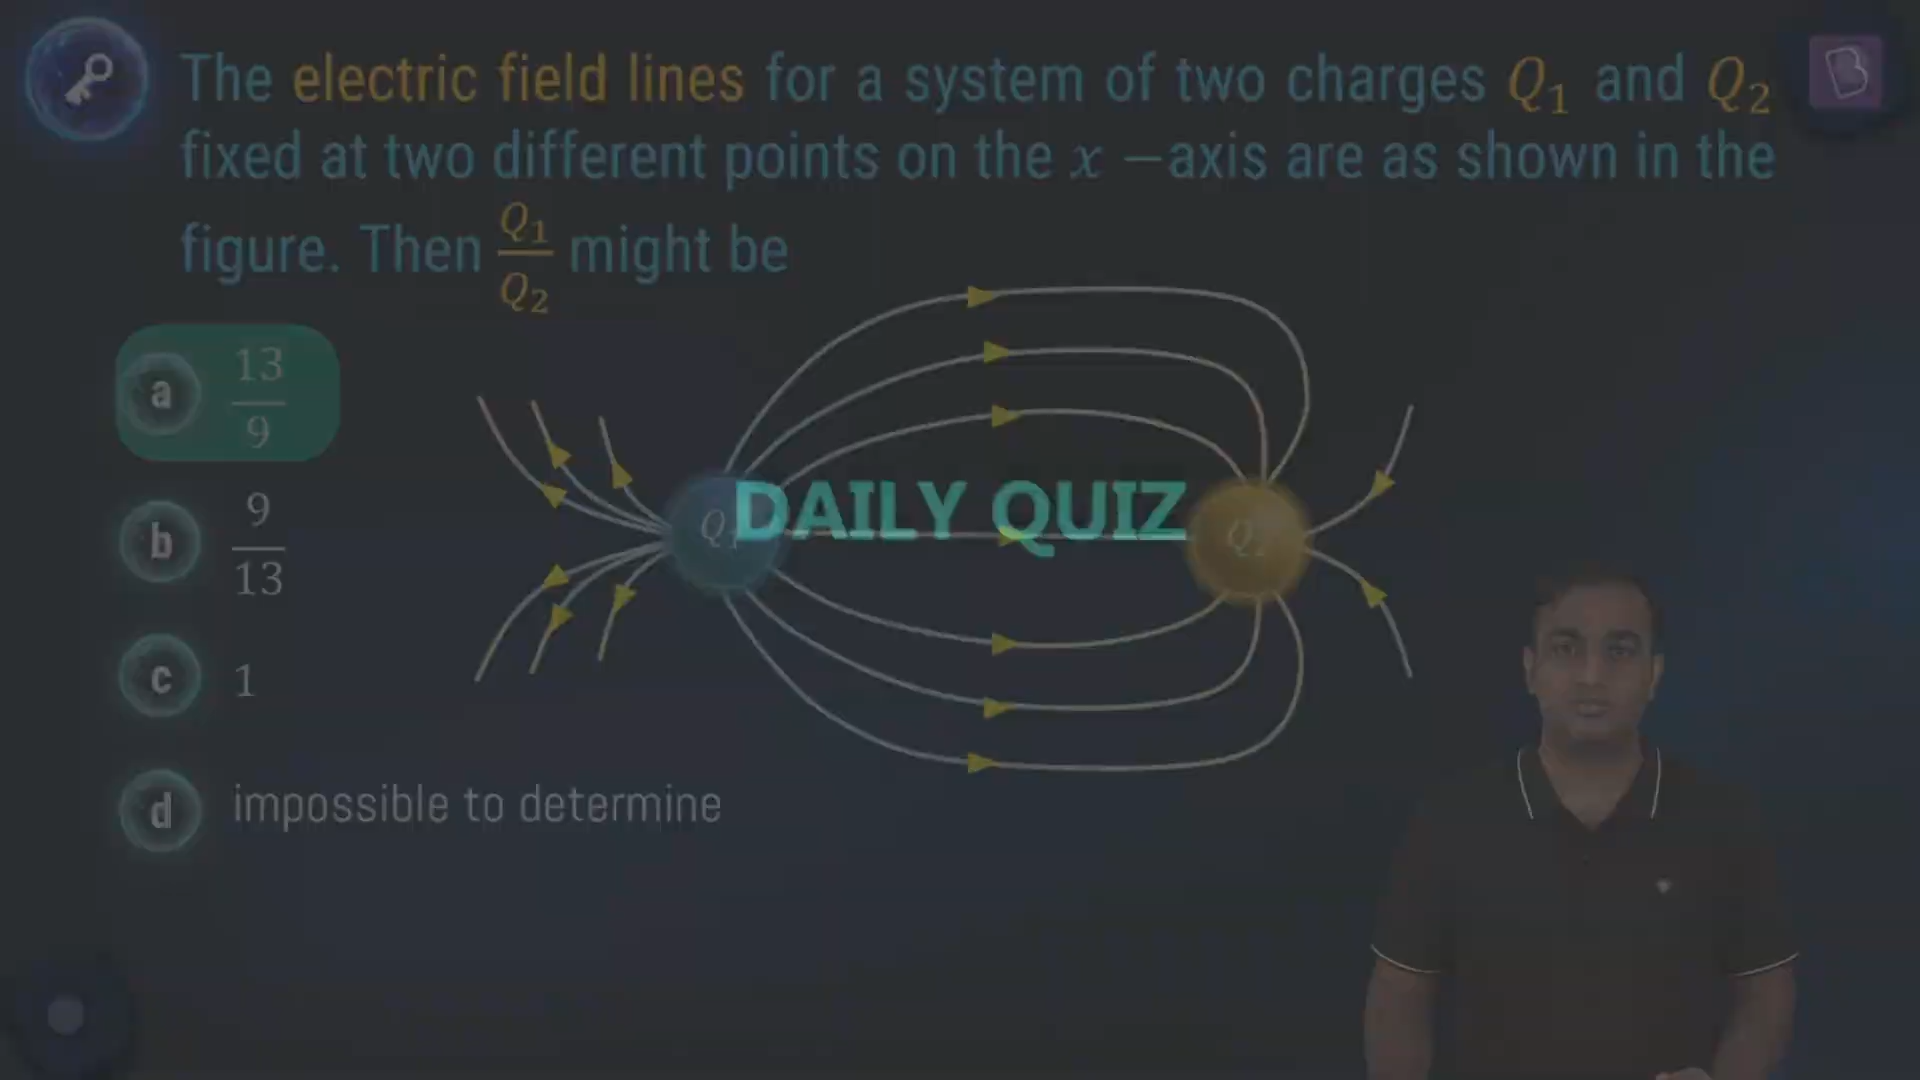 The electric field lines for a system of two charges Q₁ and Q₂
fixed at two different points on the x –axis are as shown in the
figure. Then Q₁/Q₂ might be
a 13/9
b 9/13
c 1
d impossible to determine
Q₁
DAILY QUIZ
Q₂
B